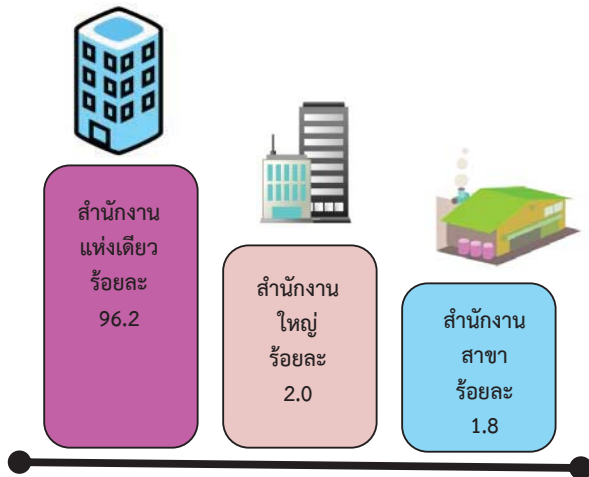 สำนักงาน
แห่งเดียว
ร้อยละ
96.2
สำนักงาน
ใหญ่
ร้อยละ
2.0
สำนักงาน
สาขา
ร้อยละ
1.8